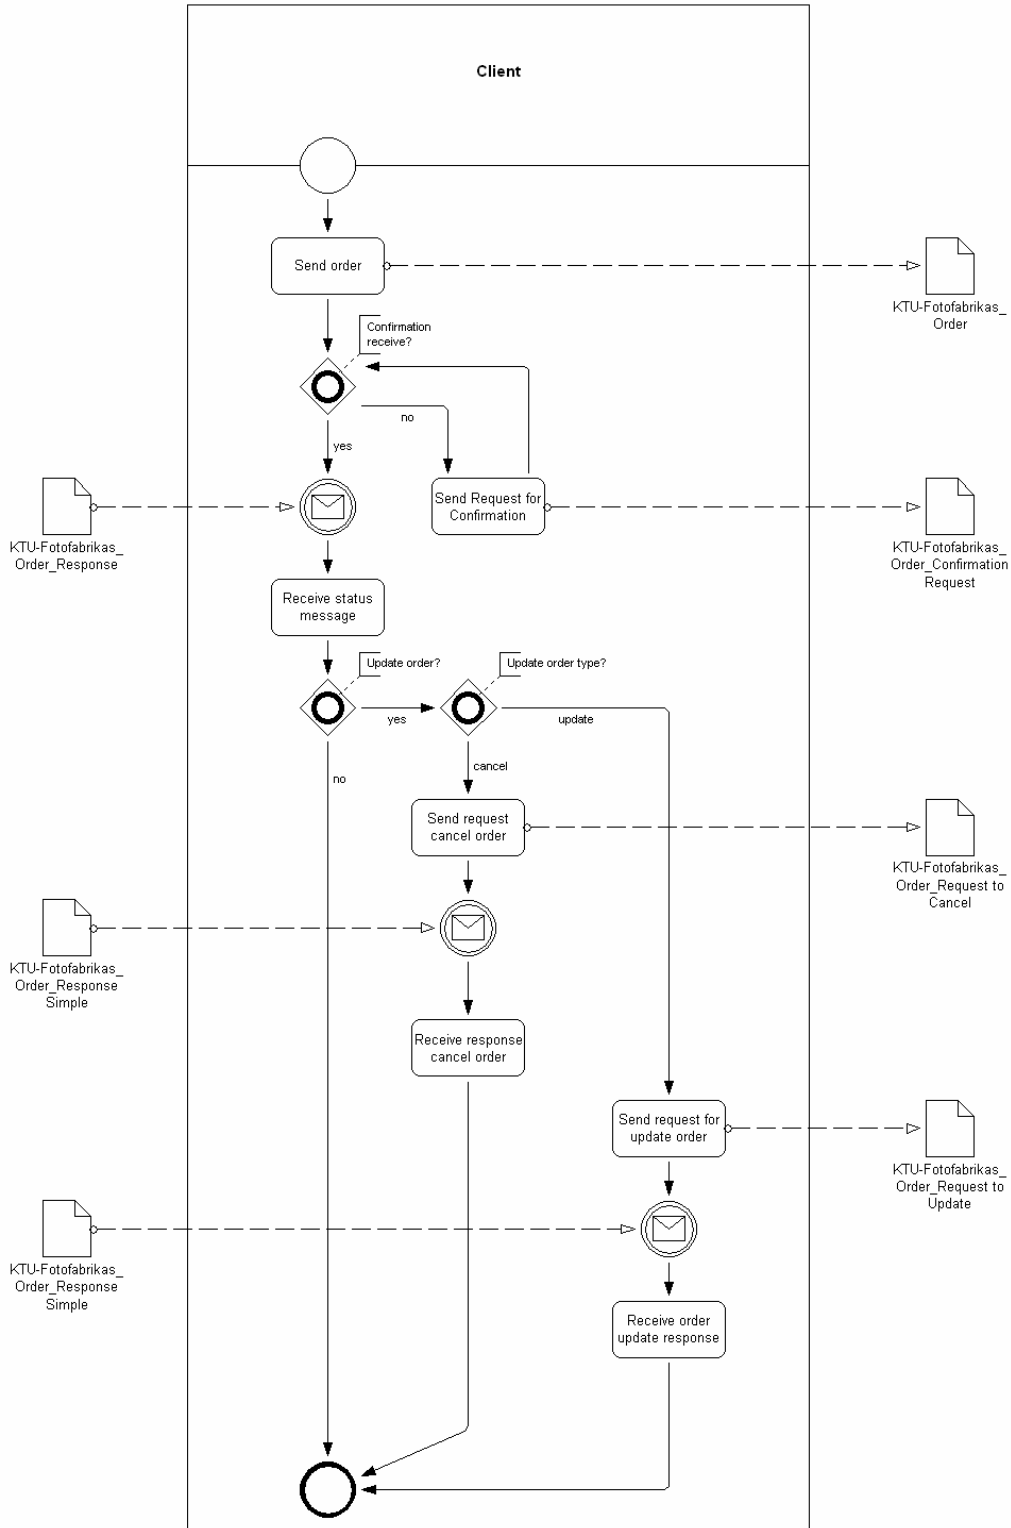 Client
Send order
KTU-Fotofabrikas_
Order
Confirmation
receive?
no
yes
Send Request for
Confirmation
KTU-Fotofabrikas_
Order_Response
KTU-Fotofabrikas_
Order_Confirmation
Request
Receive status
message
Update order?
Update order type?
yes
update
cancel
no
Send request
cancel order
KTU-Fotofabrikas_
Order_Request to
Cancel
KTU-Fotofabrikas_
Order_Response
Simple
Receive response
cancel order
Send request for
update order
KTU-Fotofabrikas_
Order_Request to
Update
KTU-Fotofabrikas_
Order_Response
Simple
Receive order
update response